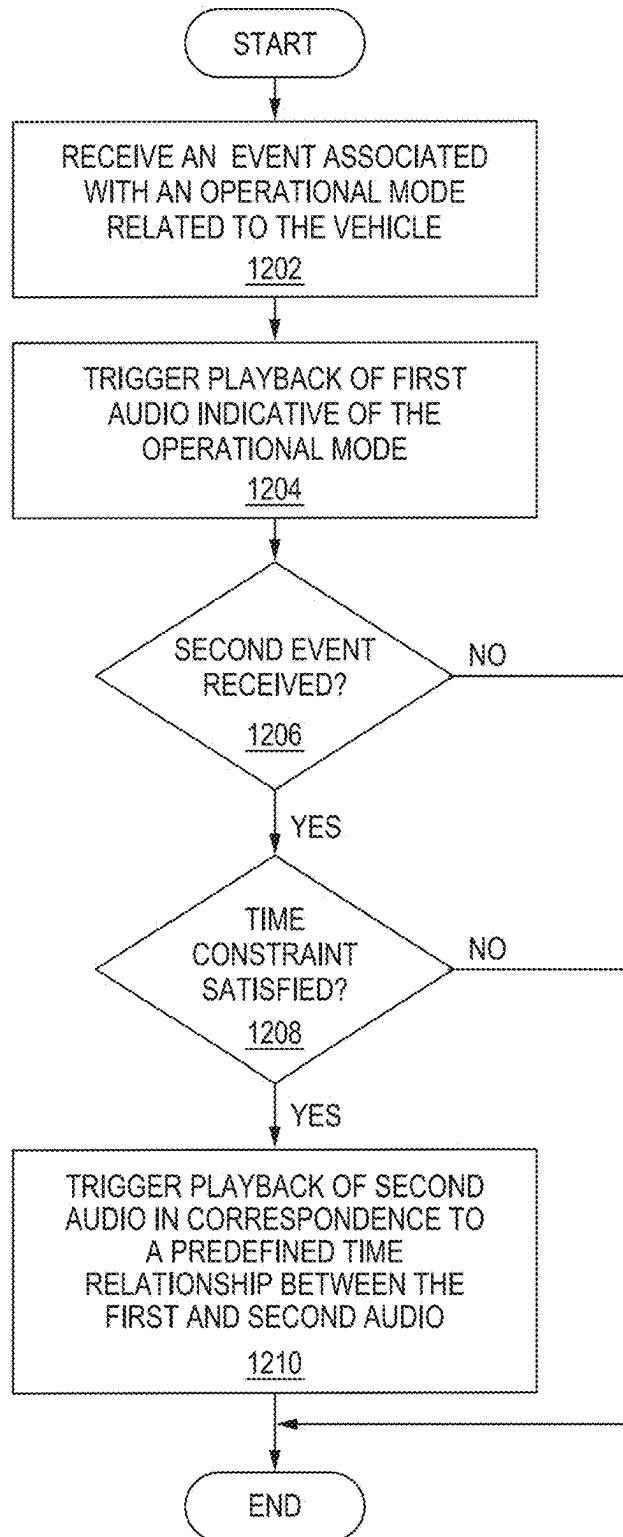 START
RECEIVE AN EVENT ASSOCIATED
WITH AN OPERATIONAL MODE
RELATED TO THE VEHICLE
1202
TRIGGER PLAYBACK OF FIRST
AUDIO INDICATIVE OF THE
OPERATIONAL MODE
1204
SECOND EVENT
RECEIVED?
1206
NO
YES
TIME
CONSTRAINT
SATISFIED?
1208
NO
YES
TRIGGER PLAYBACK OF SECOND
AUDIO IN CORRESPONDENCE TO
A PREDEFINED TIME
RELATIONSHIP BETWEEN THE
FIRST AND SECOND AUDIO
1210
END